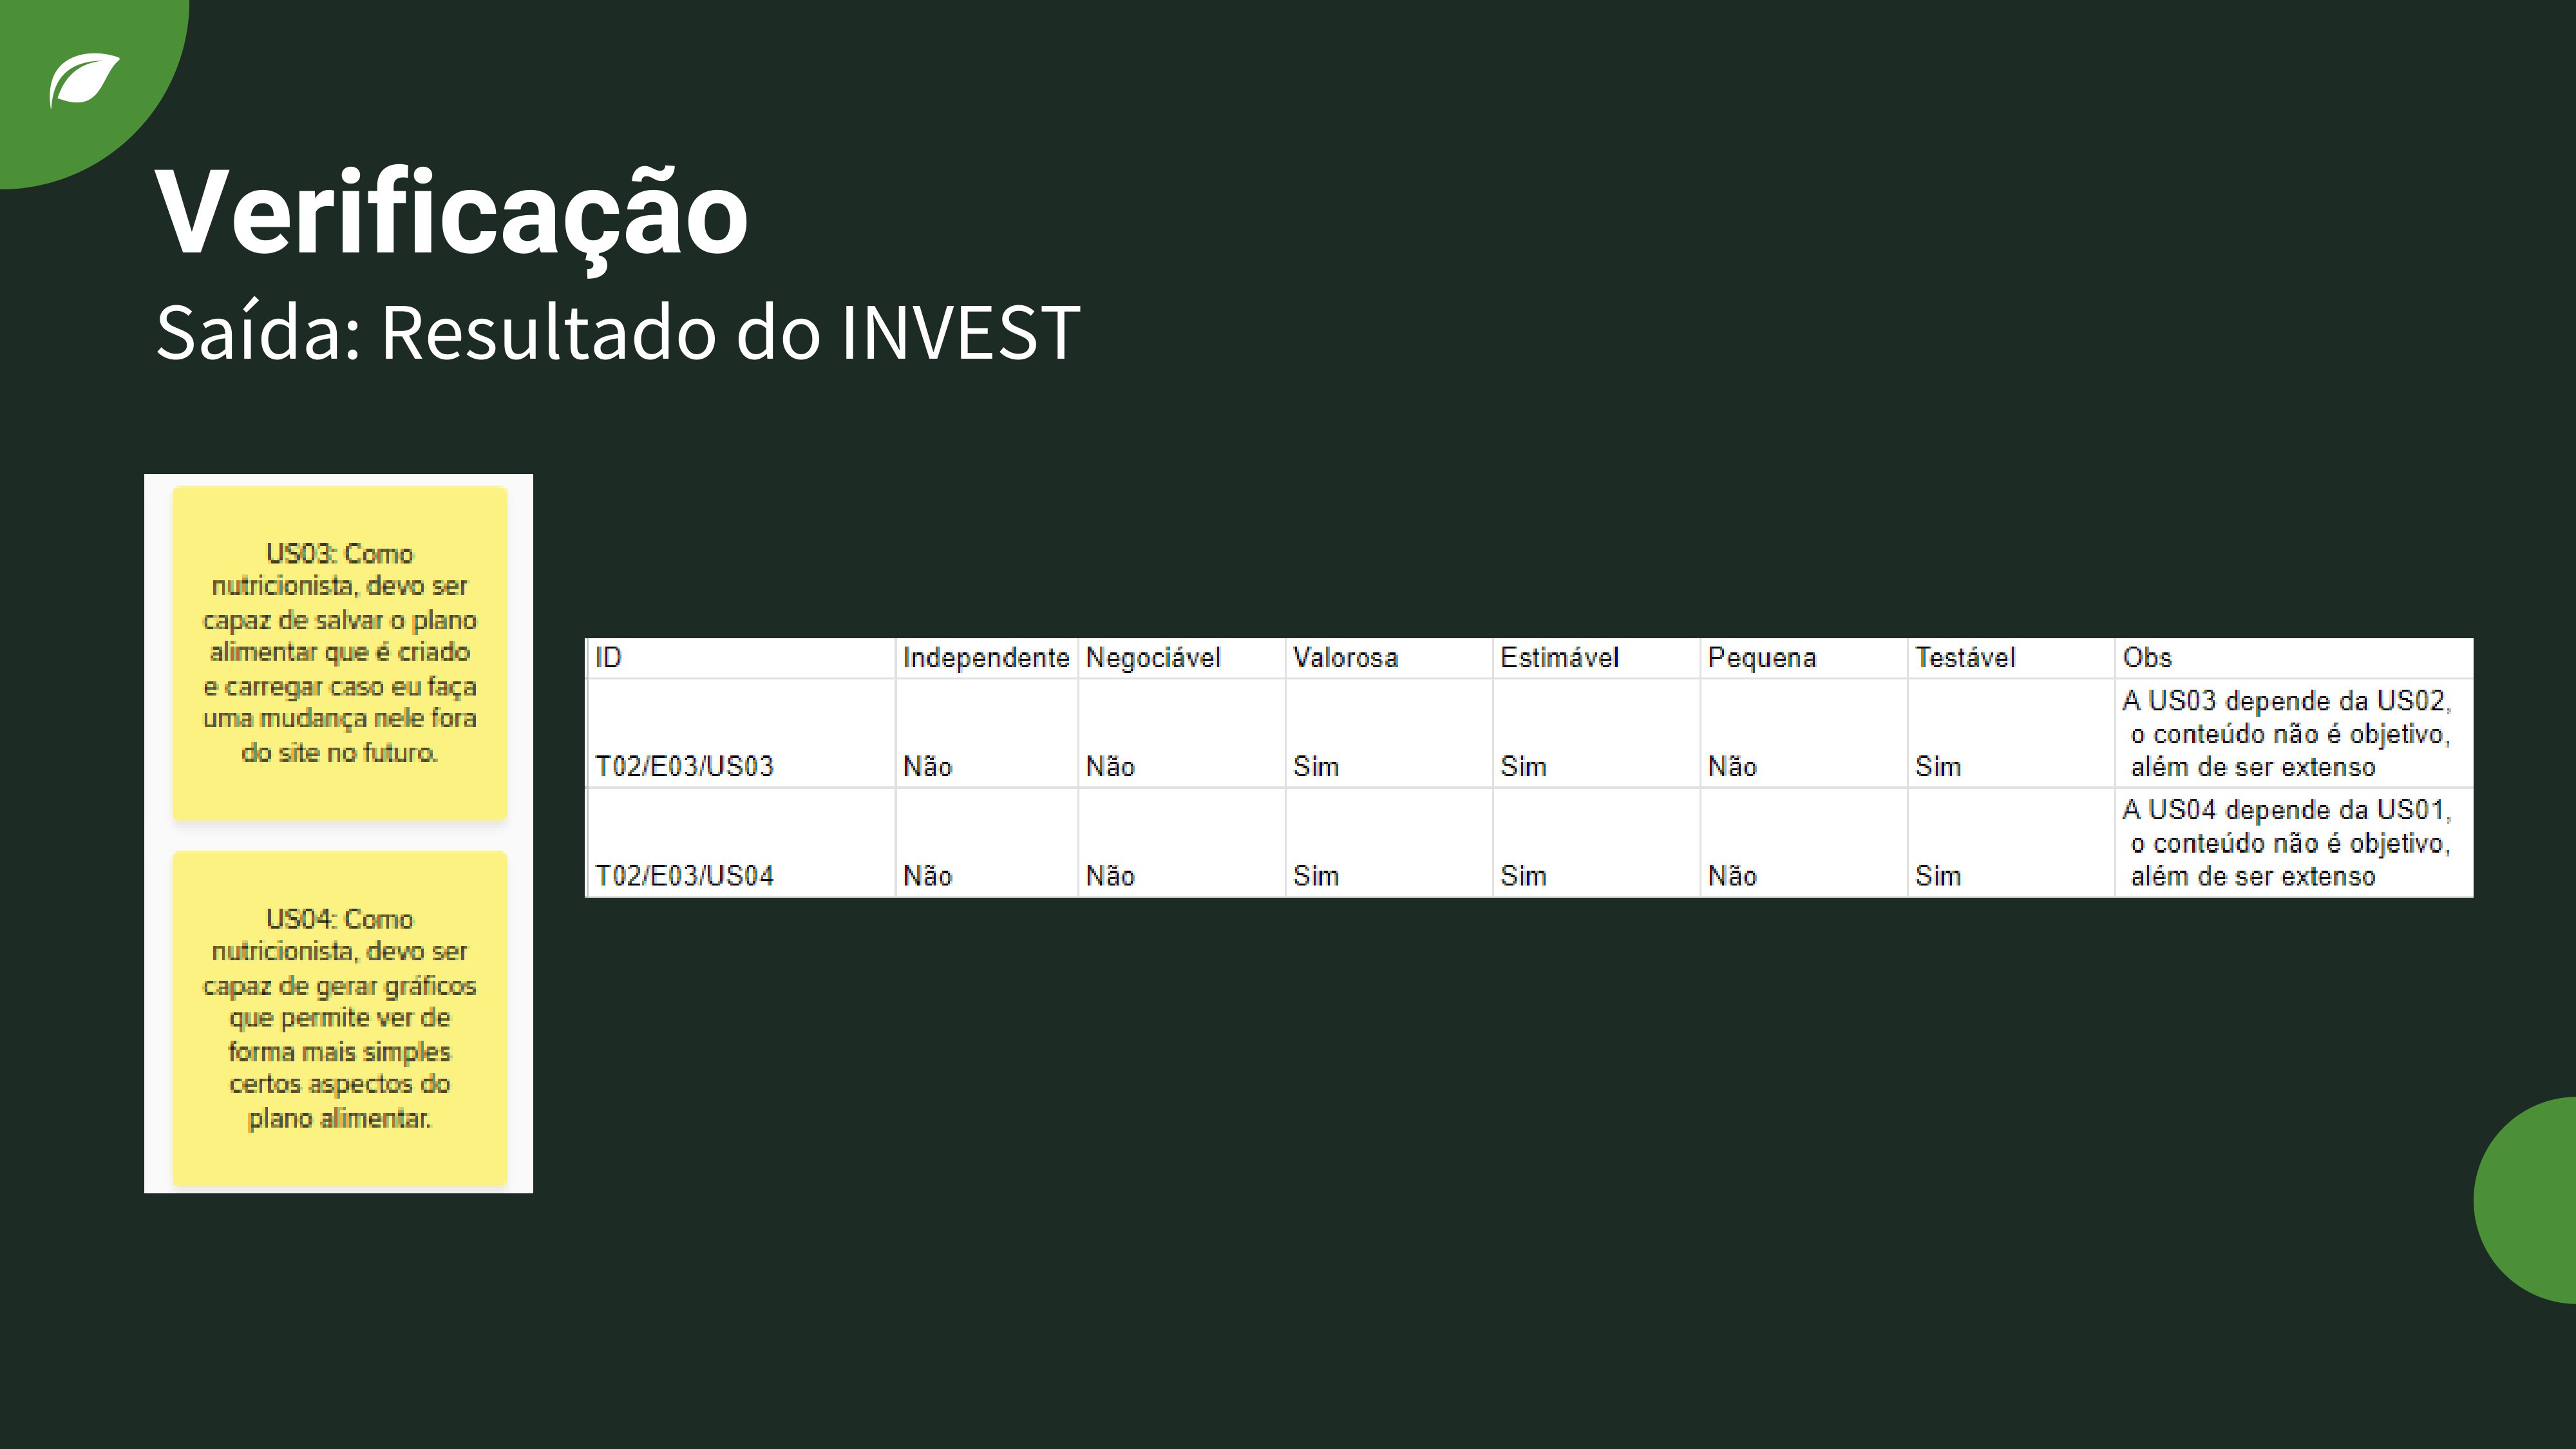 Verificação
Saída: Resultado do INVEST
US03: Como
nutricionista, devo ser
capaz de salvar o plano
alimentar que é criado
e carregar caso eu faça
uma mudança nele fora
do site no futuro.
US04: Como
nutricionista, devo ser
capaz de gerar gráficos
que permite ver de
forma mais simples
certos aspectos do
plano alimentar.
ID Independente Negociável Valorosa Estimável Pequena Testável Obs
T02/E03/US03 Não Não Sim Sim Não Sim A US03 depende da US02,
o conteúdo não é objetivo,
além de ser extenso
T02/E03/US04 Não Não Sim Sim Não Sim A US04 depende da US01,
o conteúdo não é objetivo,
além de ser extenso